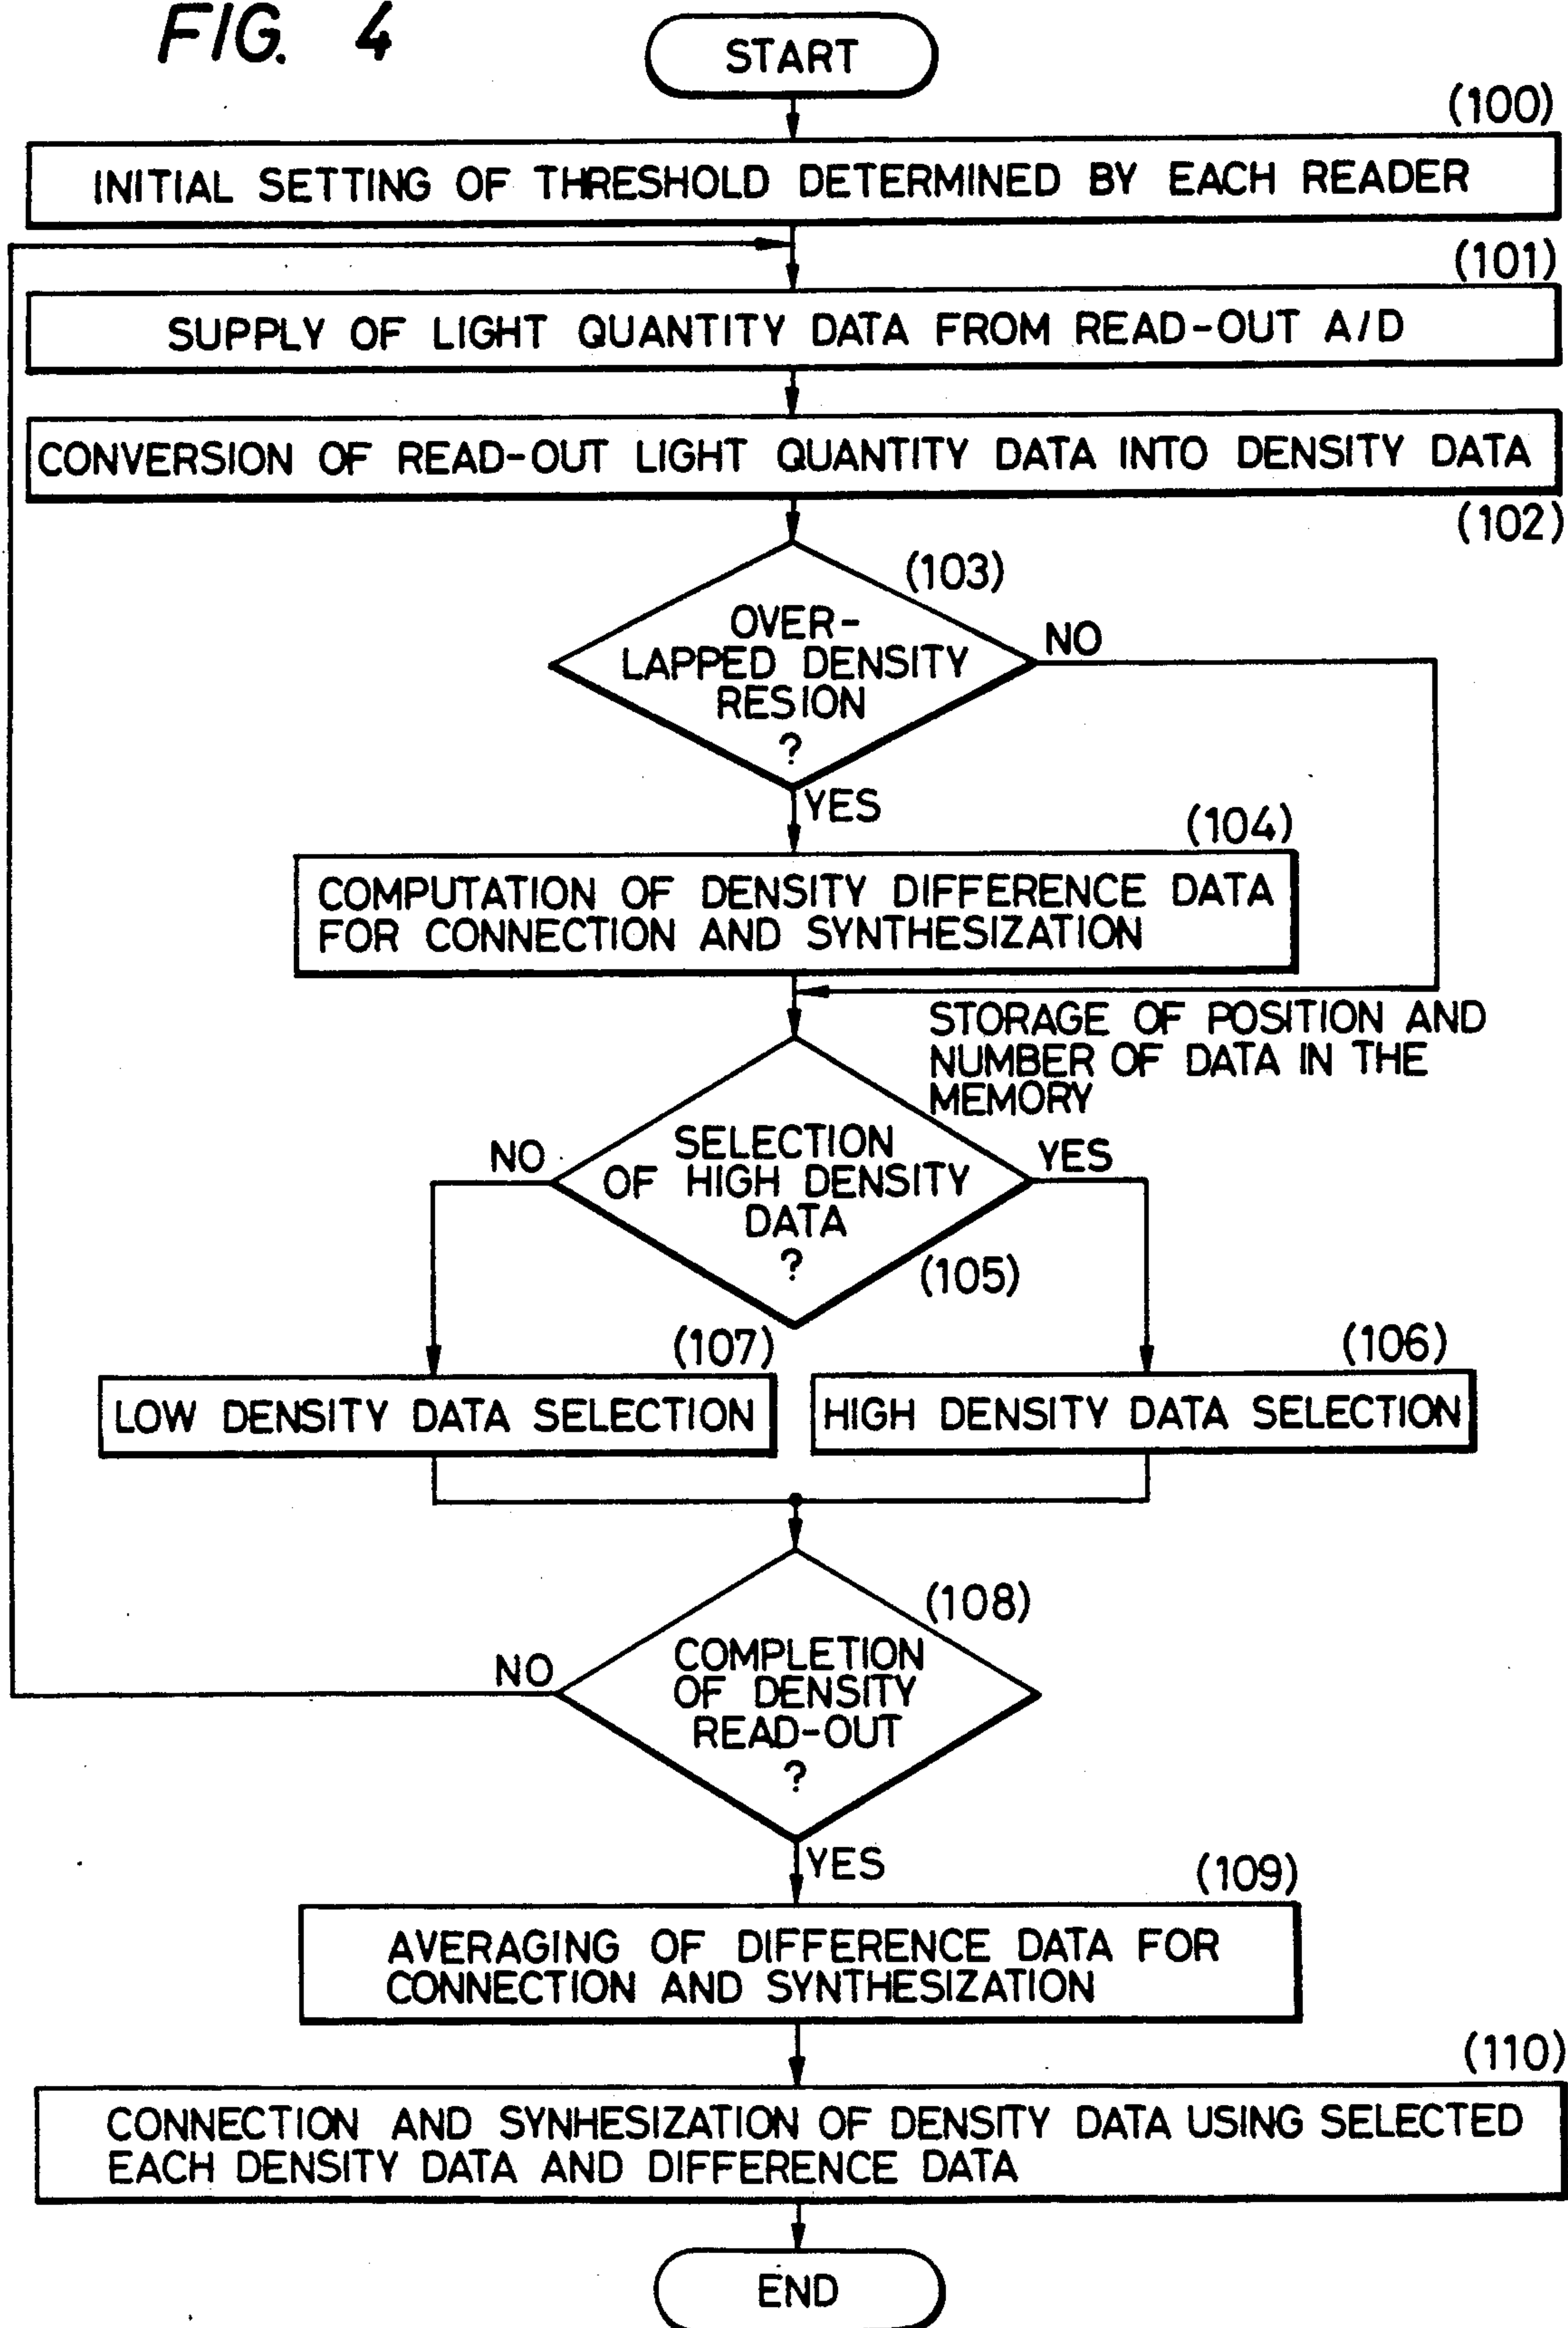 FIG. 4
START
(100)
INITIAL SETTING OF THRESHOLD DETERMINED BY EACH READER
(101)
SUPPLY OF LIGHT QUANTITY DATA FROM READ-OUT A/D
CONVERSION OF READ-OUT LIGHT QUANTITY DATA INTO DENSITY DATA
(102)
(103)
OVER-
LAPPED DENSITY
RESION
?
NO
YES
(104)
COMPUTATION OF DENSITY DIFFERENCE DATA
FOR CONNECTION AND SYNTHESIZATION
STORAGE OF POSITION AND
NUMBER OF DATA IN THE
MEMORY
NO
SELECTION
OF HIGH DENSITY
DATA
?
YES
(105)
(107)
LOW DENSITY DATA SELECTION
(106)
HIGH DENSITY DATA SELECTION
(108)
NO
COMPLETION
OF DENSITY
READ-OUT
?
YES
(109)
AVERAGING OF DIFFERENCE DATA FOR
CONNECTION AND SYNTHESIZATION
(110)
CONNECTION AND SYNHESIZATION OF DENSITY DATA USING SELECTED
EACH DENSITY DATA AND DIFFERENCE DATA
END